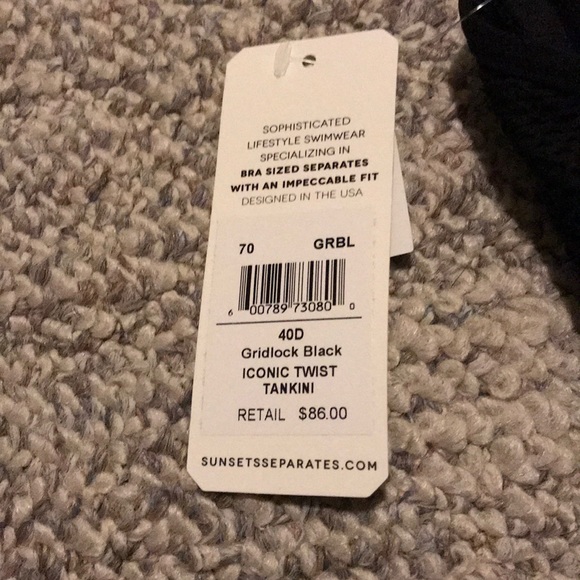 SOPHISTICATED
LIFESTYLE SWIMWEAR
SPECIALIZING IN
BRA SIZED SEPARATES
WITH AN IMPECCABLE FIT
DESIGNED IN THE USA
70 GRBL
6 00789 73080 0
40D
Gridlock Black
ICONIC TWIST
TANKINI
RETAIL $86.00
SUNSETSSEPARATES.COM